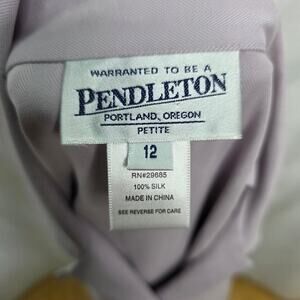 WARRANTED TO BE A
PENDLETON
PORTLAND, OREGON
PETITE
12
RN#29685
100% SILK
MADE IN CHINA
SEE REVERSE FOR CARE